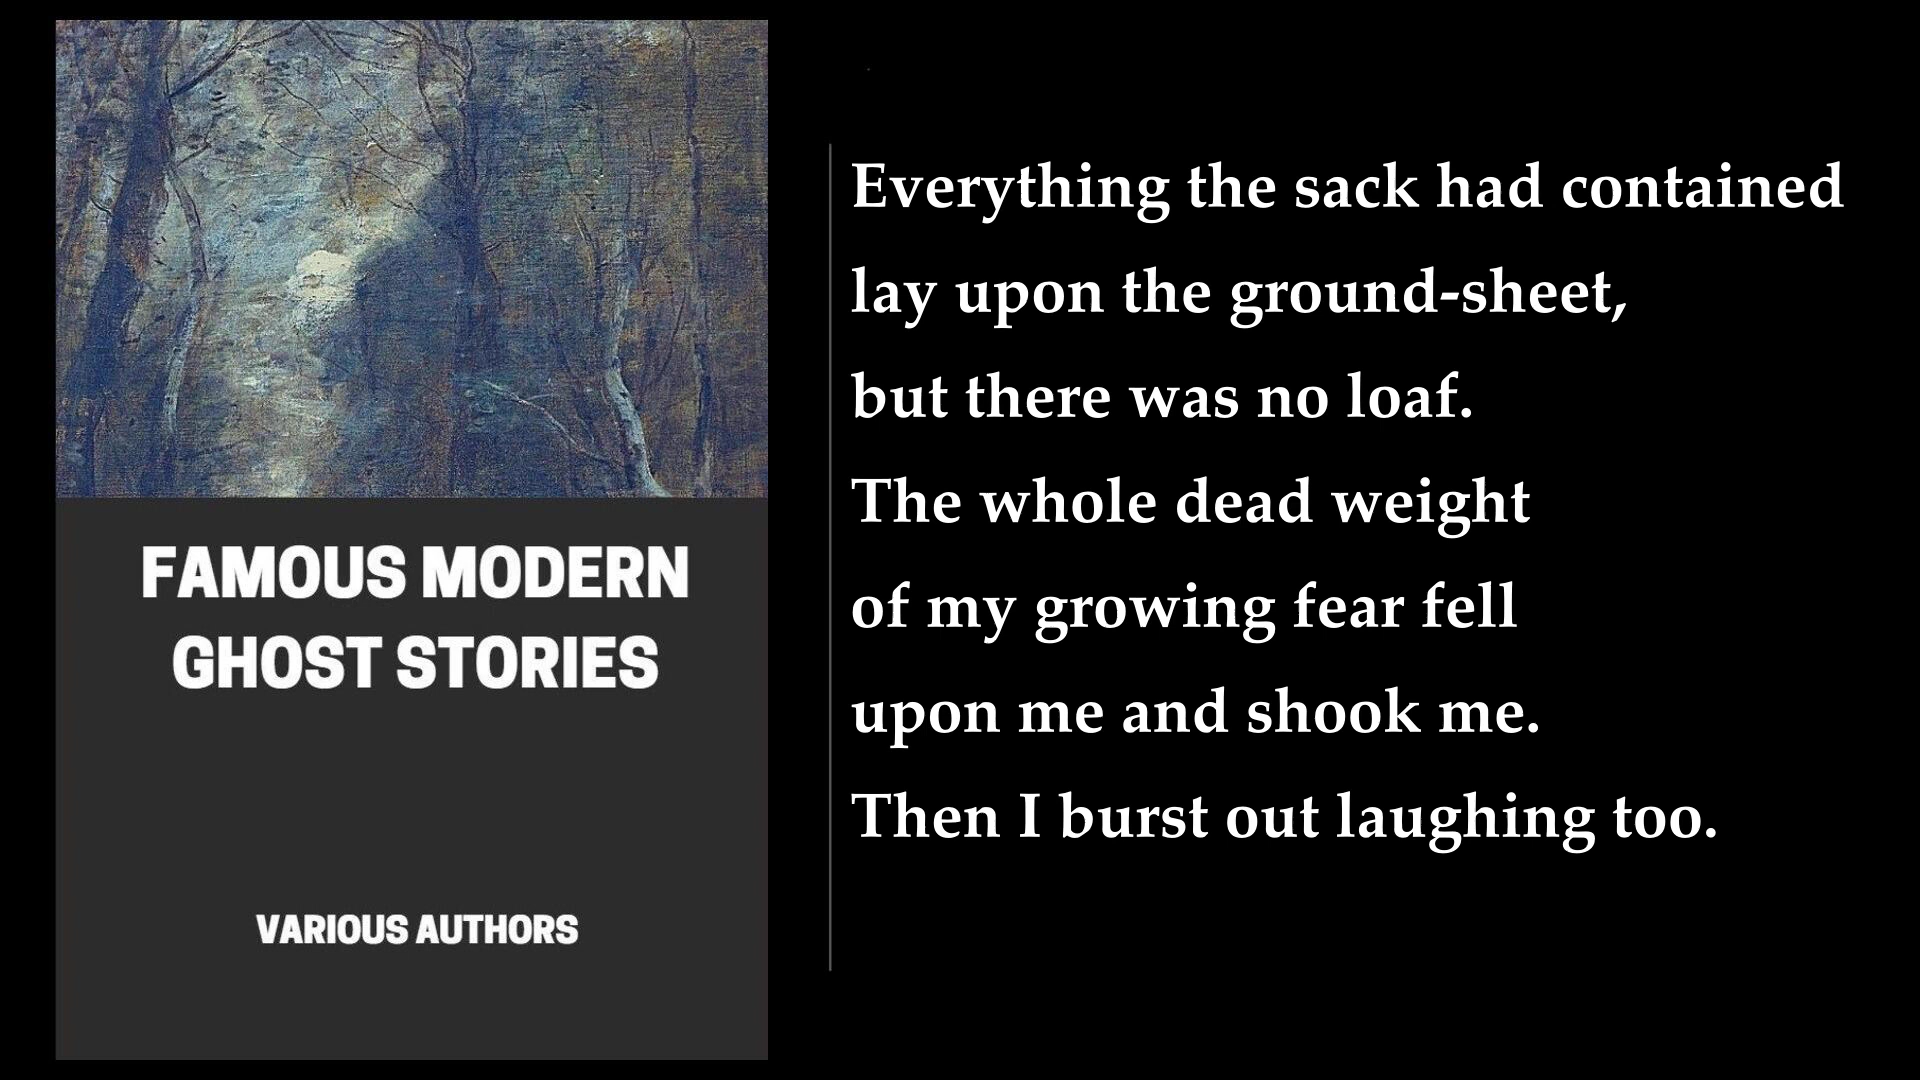 FAMOUS MODERN
GHOST STORIES
VARIOUS AUTHORS
Everything the sack had contained
lay upon the ground-sheet,
but there was no loaf.
The whole dead weight
of my growing fear fell
upon me and shook me.
Then I burst out laughing too.